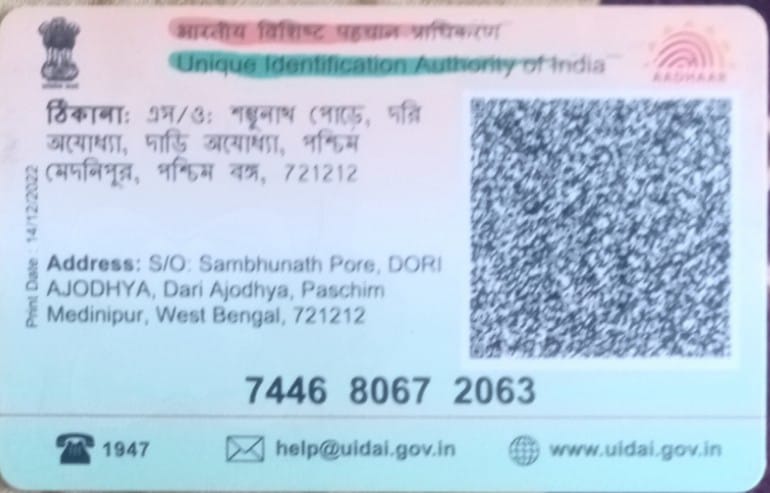 भारतीय विशिष्ट पहचान प्राधिकरण
Unique Identification Authority of India
AADHAAR
ঠিকানা: এস/ও: শম্ভুনাথ পোড়ে, দরি
অযোধ্যা, দাড়ি অযোধ্যা, পশ্চিম
মেদনিপুর, পশ্চিম বঙ্গ, 721212
Print Date : 14/12/2022
Address: S/O: Sambhunath Pore, DORI
AJODHYA, Dari Ajodhya, Paschim
Medinipur, West Bengal, 721212
7446 8067 2063
1947
help@uidai.gov.in
www.uidai.gov.in